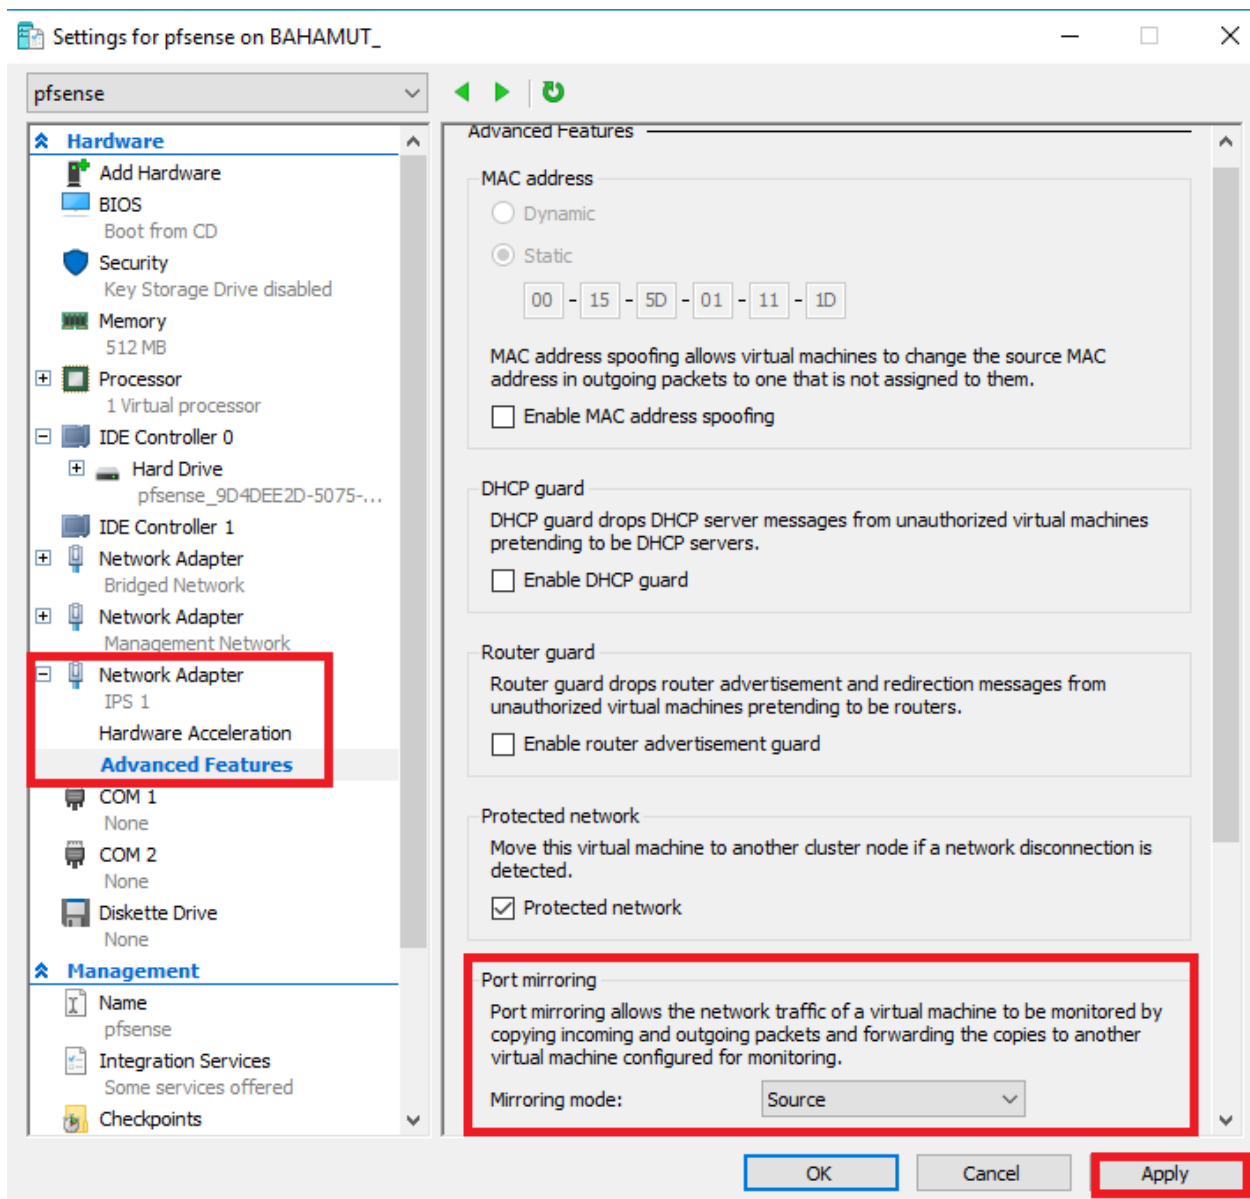 Settings for pfsense on BAHAMUT_
pfsense
Hardware
Add Hardware
BIOS
Boot from CD
Security
Key Storage Drive disabled
Memory
512 MB
Processor
1 Virtual processor
IDE Controller 0
Hard Drive
pfsense_9D4DEE2D-5075-...
IDE Controller 1
Network Adapter
Bridged Network
Network Adapter
Management Network
Network Adapter
IPS 1
Hardware Acceleration
Advanced Features
COM 1
None
COM 2
None
Diskette Drive
None
Management
Name
pfsense
Integration Services
Some services offered
Checkpoints
Advanced Features
MAC address
Dynamic
Static
00 - 15 - 5D - 01 - 11 - 1D
MAC address spoofing allows virtual machines to change the source MAC
address in outgoing packets to one that is not assigned to them.
Enable MAC address spoofing
DHCP guard
DHCP guard drops DHCP server messages from unauthorized virtual machines
pretending to be DHCP servers.
Enable DHCP guard
Router guard
Router guard drops router advertisement and redirection messages from
unauthorized virtual machines pretending to be routers.
Enable router advertisement guard
Protected network
Move this virtual machine to another cluster node if a network disconnection is
detected.
Protected network
Port mirroring
Port mirroring allows the network traffic of a virtual machine to be monitored by
copying incoming and outgoing packets and forwarding the copies to another
virtual machine configured for monitoring.
Mirroring mode: Source
OK Cancel Apply